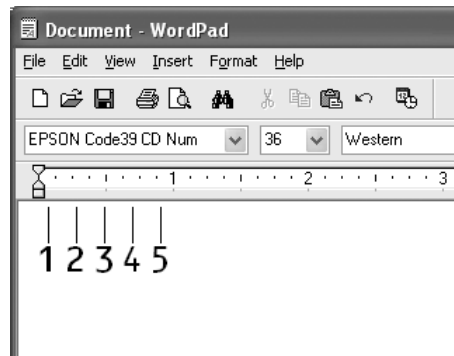 Document - WordPad
File Edit View Insert Format Help
EPSON Code39 CD Num 36 Western
1 2 3
1 2 3 4 5